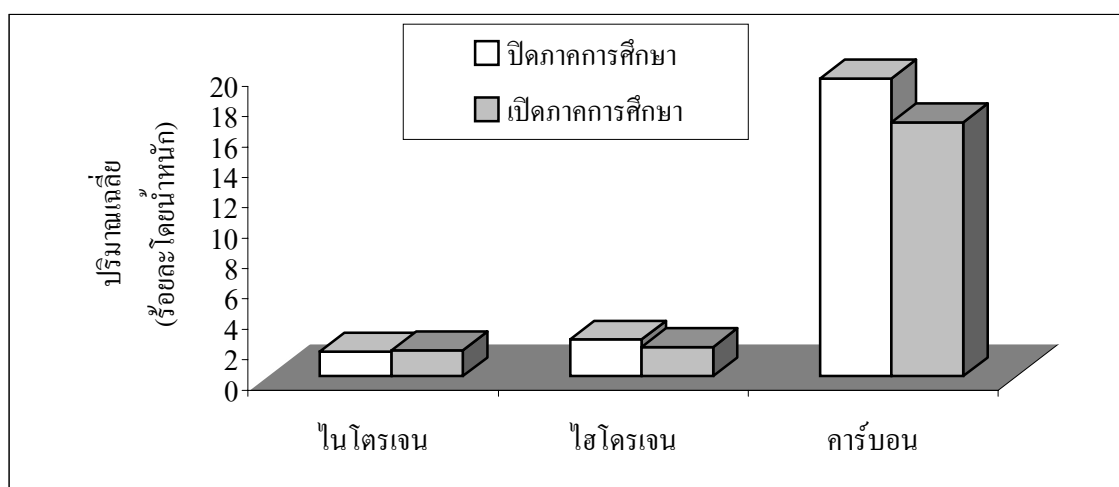 ปิดภาคการศึกษา
เปิดภาคการศึกษา
ปริมาณเฉลี่ย
(ร้อยละโดยน้ำหนัก)
20
18
16
14
12
10
8
6
4
2
0
ไนโตรเจน
ไฮโดรเจน
คาร์บอน